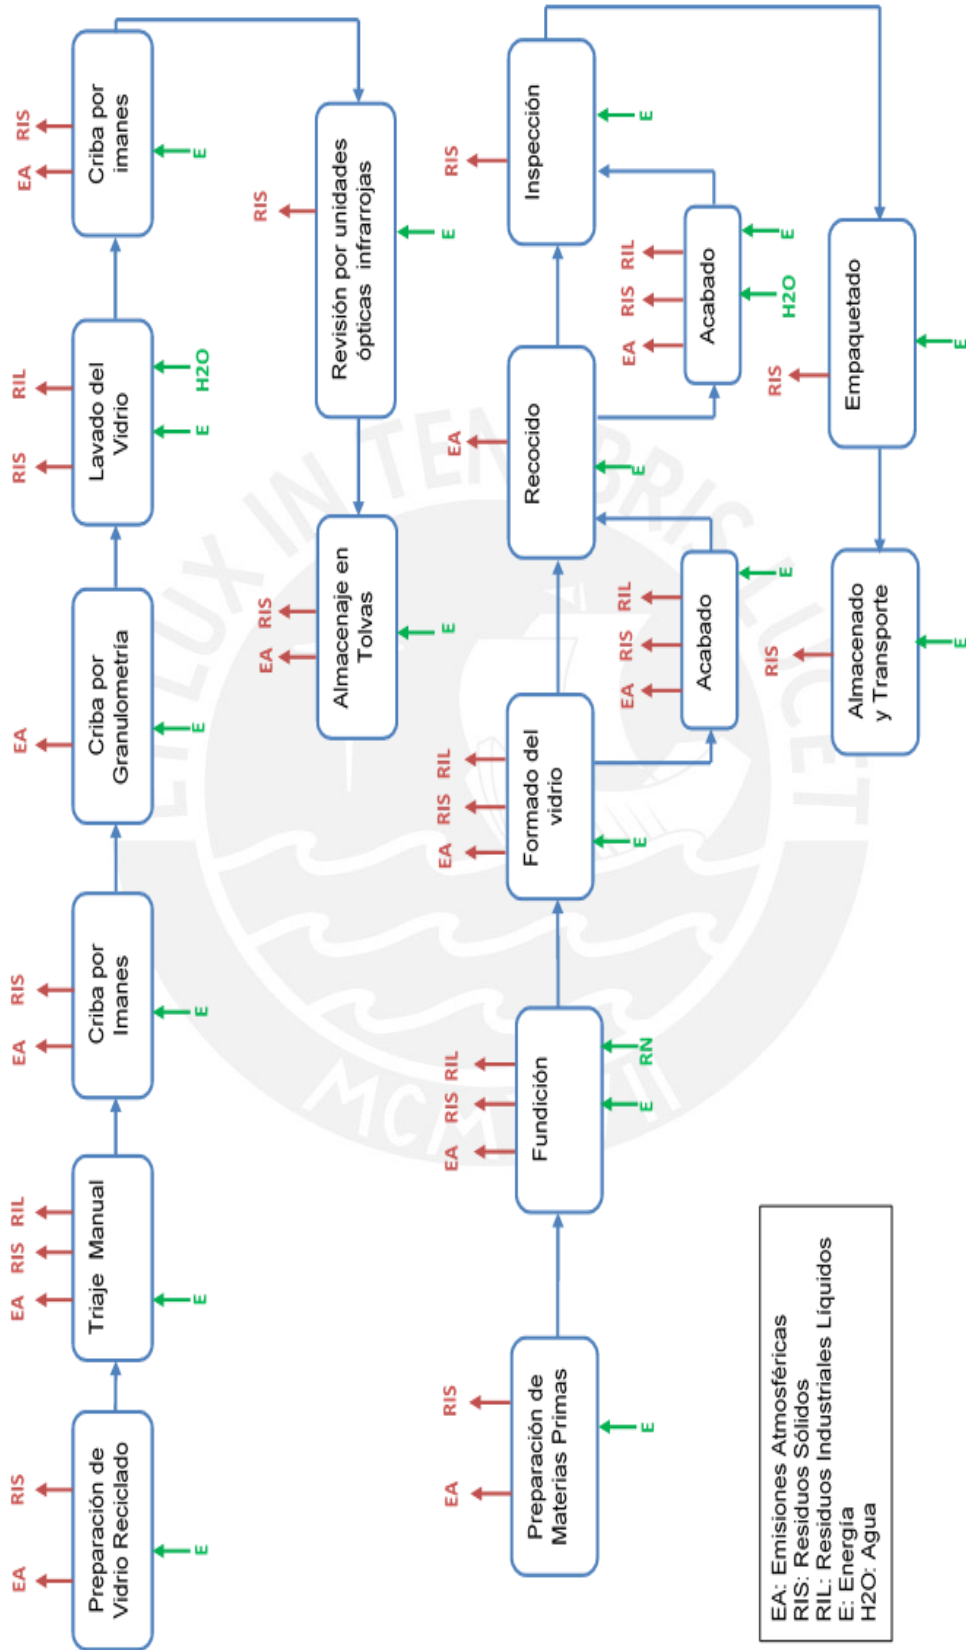 EA RIS
Preparación de
Vidrio Reciclado
E
EA RIS RIL
Triaje Manual
E
EA RIS
Criba por
Imanes
E
EA
Criba por
Granulometría
E
RIS RIL
Lavado del
Vidrio
E H2O
EA RIS
Criba por
imanes
E
RIS
Revisión por unidades
ópticas infrarrojas
E
EA RIS
Almacenaje en
Tolvas
E
EA RIS
Preparación de
Materias Primas
E
EA RIS RIL
Fundición
E RN
EA RIS RIL
Formado del
vidrio
E
EA RIS RIL
Acabado
E
EA
Recocido
E
EA RIS RIL
Acabado
H2O E
RIS
Inspección
E
RIS
Empaquetado
E
RIS
Almacenado
y Transporte
E
EA: Emisiones Atmosféricas
RIS: Residuos Sólidos
RIL: Residuos Industriales Líquidos
E: Energía
H2O: Agua
LUX IN LUCET